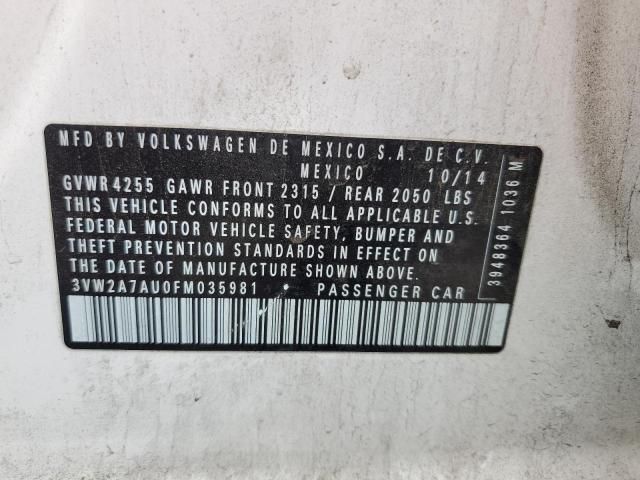 MFD BY VOLKSWAGEN DE MEXICO S.A. DE C.V.
MEXICO 10/14
GVWR 4255 GAWR FRONT 2315 / REAR 2050 LBS
THIS VEHICLE CONFORMS TO ALL APPLICABLE U.S.
FEDERAL MOTOR VEHICLE SAFETY, BUMPER AND
THEFT PREVENTION STANDARDS IN EFFECT ON
THE DATE OF MANUFACTURE SHOWN ABOVE.
3VW2A7AU0FM035981 • PASSENGER CAR
3948364 1036 M